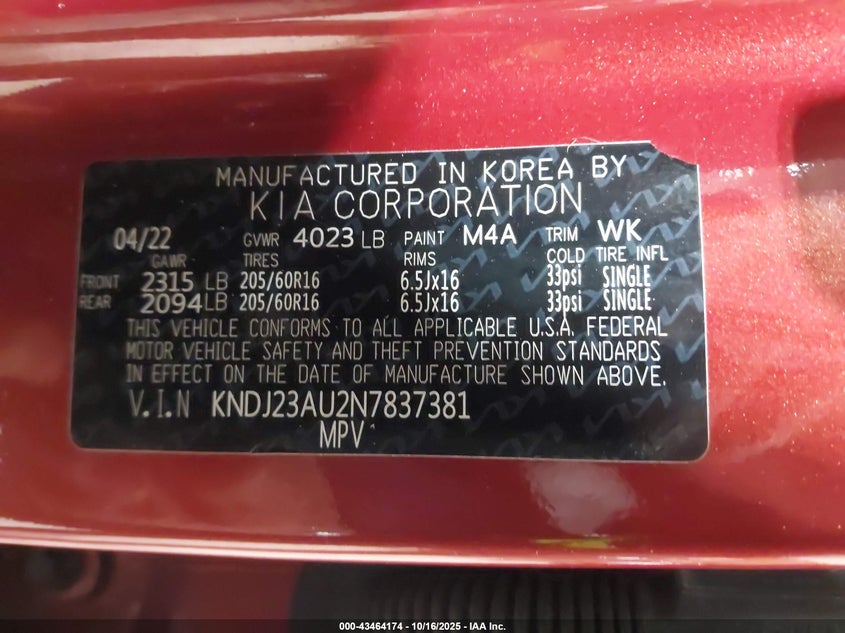 MANUFACTURED IN KOREA BY
KIA CORPORATION
04/22 GVWR 4023 LB PAINT M4A TRIM WK
GAWR TIRES RIMS COLD TIRE INFL
FRONT 2315 LB 205/60R16 6.5Jx16 33psi SINGLE
REAR 2094 LB 205/60R16 6.5Jx16 33psi SINGLE
THIS VEHICLE CONFORMS TO ALL APPLICABLE U.S.A. FEDERAL
MOTOR VEHICLE SAFETY AND THEFT PREVENTION STANDARDS
IN EFFECT ON THE DATE OF MANUFACTURE SHOWN ABOVE.
V.I.N KNDJ23AU2N7837381
MPV
000-43464174 - 10/16/2025 - IAA Inc.